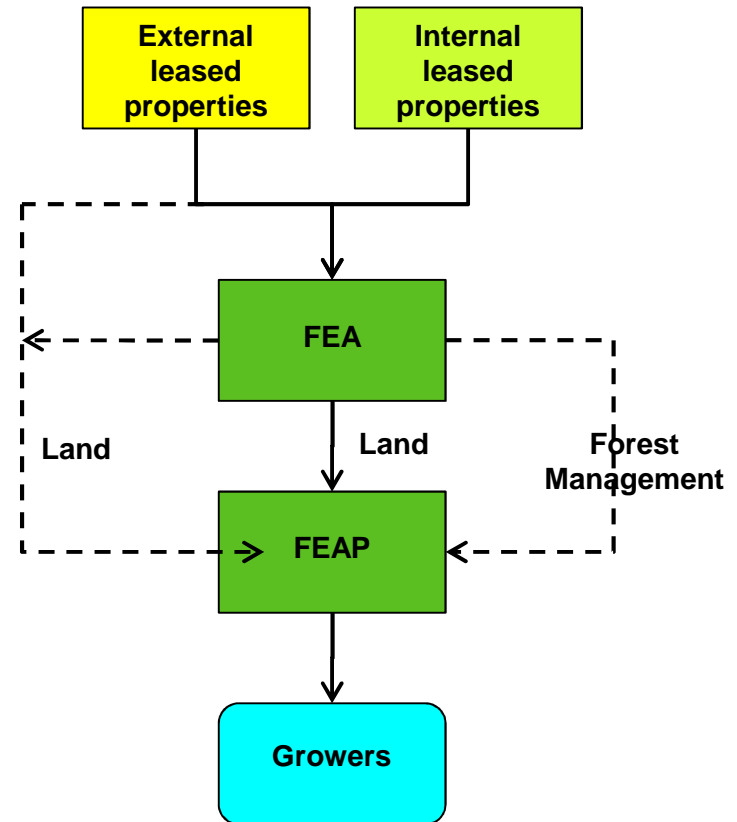 External
leased
properties
Internal
leased
properties
FEA
Land
Land
Forest
Management
FEAP
Growers